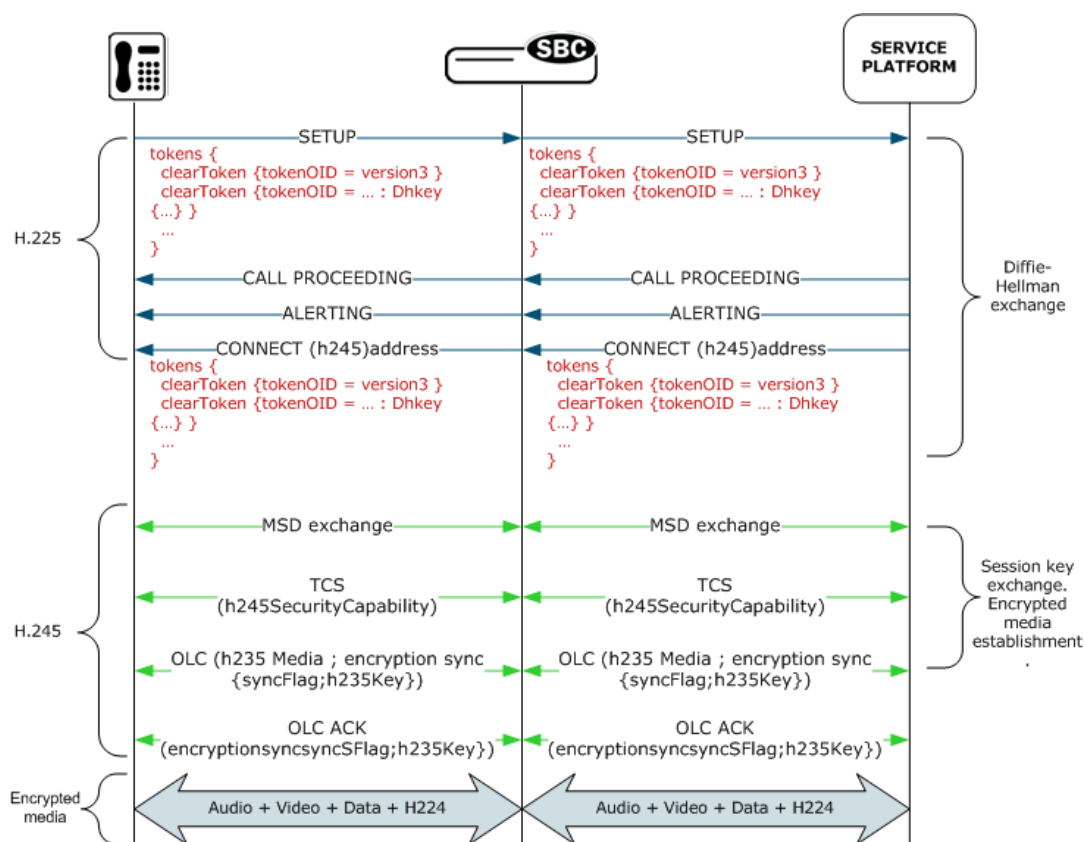 SBC
SERVICE
PLATFORM
SETUP
SETUP
tokens {
clearToken {tokenOID = version3 }
clearToken {tokenOID = ... : Dhkey
{...} }
...
}
tokens {
clearToken {tokenOID = version3 }
clearToken {tokenOID = ... : Dhkey
{...} }
...
}
H.225
CALL PROCEEDING
CALL PROCEEDING
Diffie-
Hellman
exchange
ALERTING
ALERTING
CONNECT (h245)address
CONNECT (h245)address
tokens {
clearToken {tokenOID = version3 }
clearToken {tokenOID = ... : Dhkey
{...} }
...
}
tokens {
clearToken {tokenOID = version3 }
clearToken {tokenOID = ... : Dhkey
{...} }
...
}
MSD exchange
MSD exchange
TCS
(h245SecurityCapability)
TCS
(h245SecurityCapability)
Session key
exchange.
Encrypted
media
establishment
.
H.245
OLC (h235 Media ; encryption sync
{syncFlag;h235Key})
OLC (h235 Media ; encryption sync
{syncFlag;h235Key})
OLC ACK
(encryptionsyncsyncSFlag;h235Key})
OLC ACK
(encryptionsyncsyncSFlag;h235Key})
Encrypted
media
Audio + Video + Data + H224
Audio + Video + Data + H224